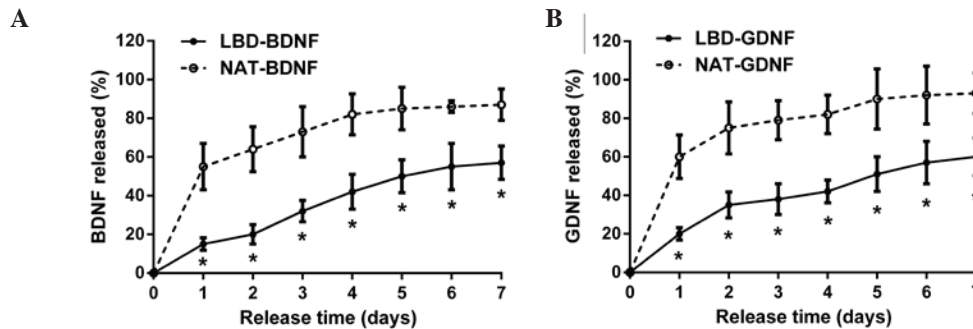 A
LBD-BDNF
NAT-BDNF
BDNF released (%)
120
100
80
60
40
20
0
* * * * * * *
0 1 2 3 4 5 6 7
Release time (days)
B
LBD-GDNF
NAT-GDNF
GDNF released (%)
120
100
80
60
40
20
0
* * * * * *
0 1 2 3 4 5 6
Release time (days)